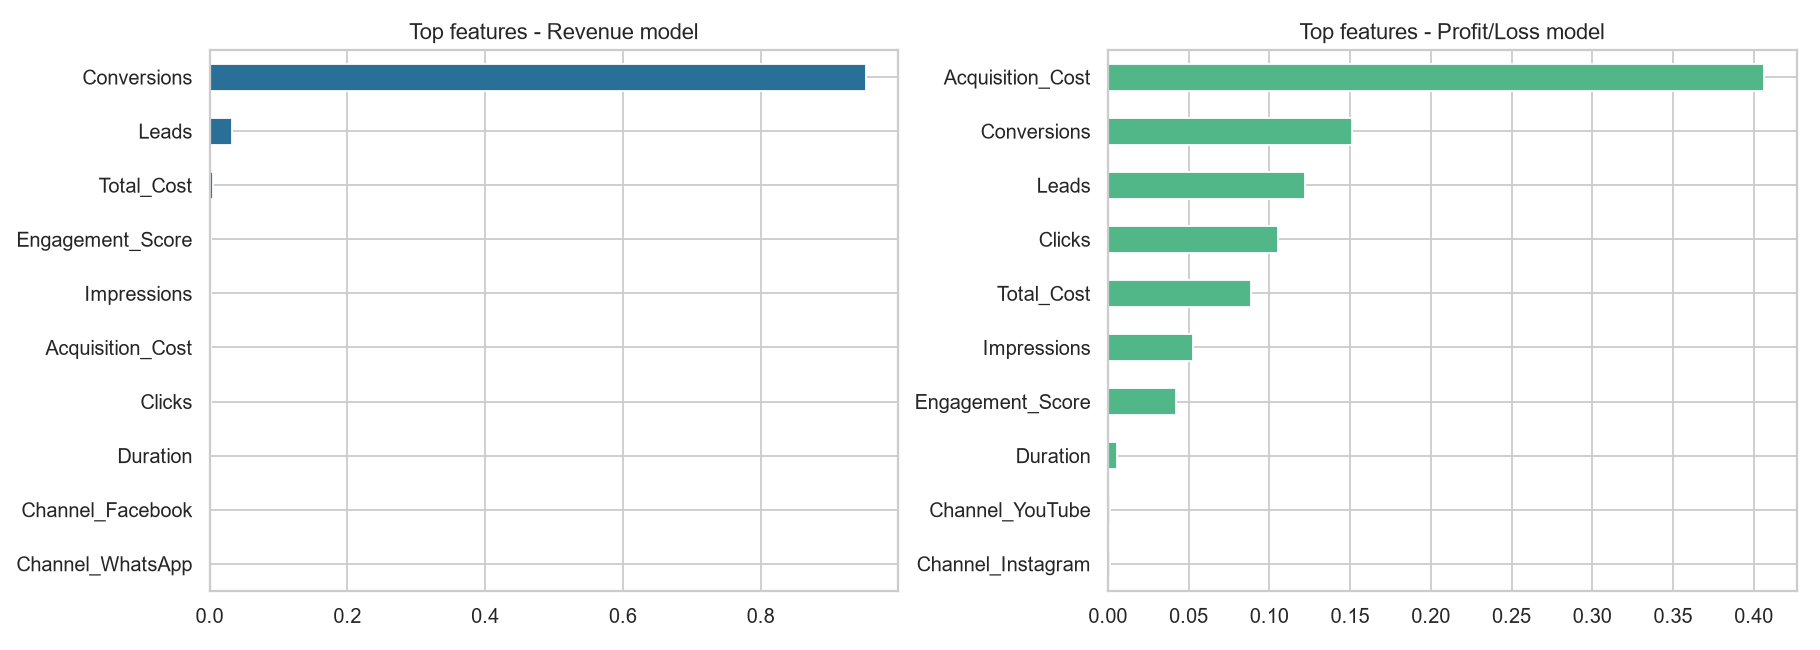 Top features - Revenue model
Conversions
Leads
Total_Cost
Engagement_Score
Impressions
Acquisition_Cost
Clicks
Duration
Channel_Facebook
Channel_WhatsApp
0.0 0.2 0.4 0.6 0.8
Top features - Profit/Loss model
Acquisition_Cost
Conversions
Leads
Clicks
Total_Cost
Impressions
Engagement_Score
Duration
Channel_YouTube
Channel_Instagram
0.00 0.05 0.10 0.15 0.20 0.25 0.30 0.35 0.40